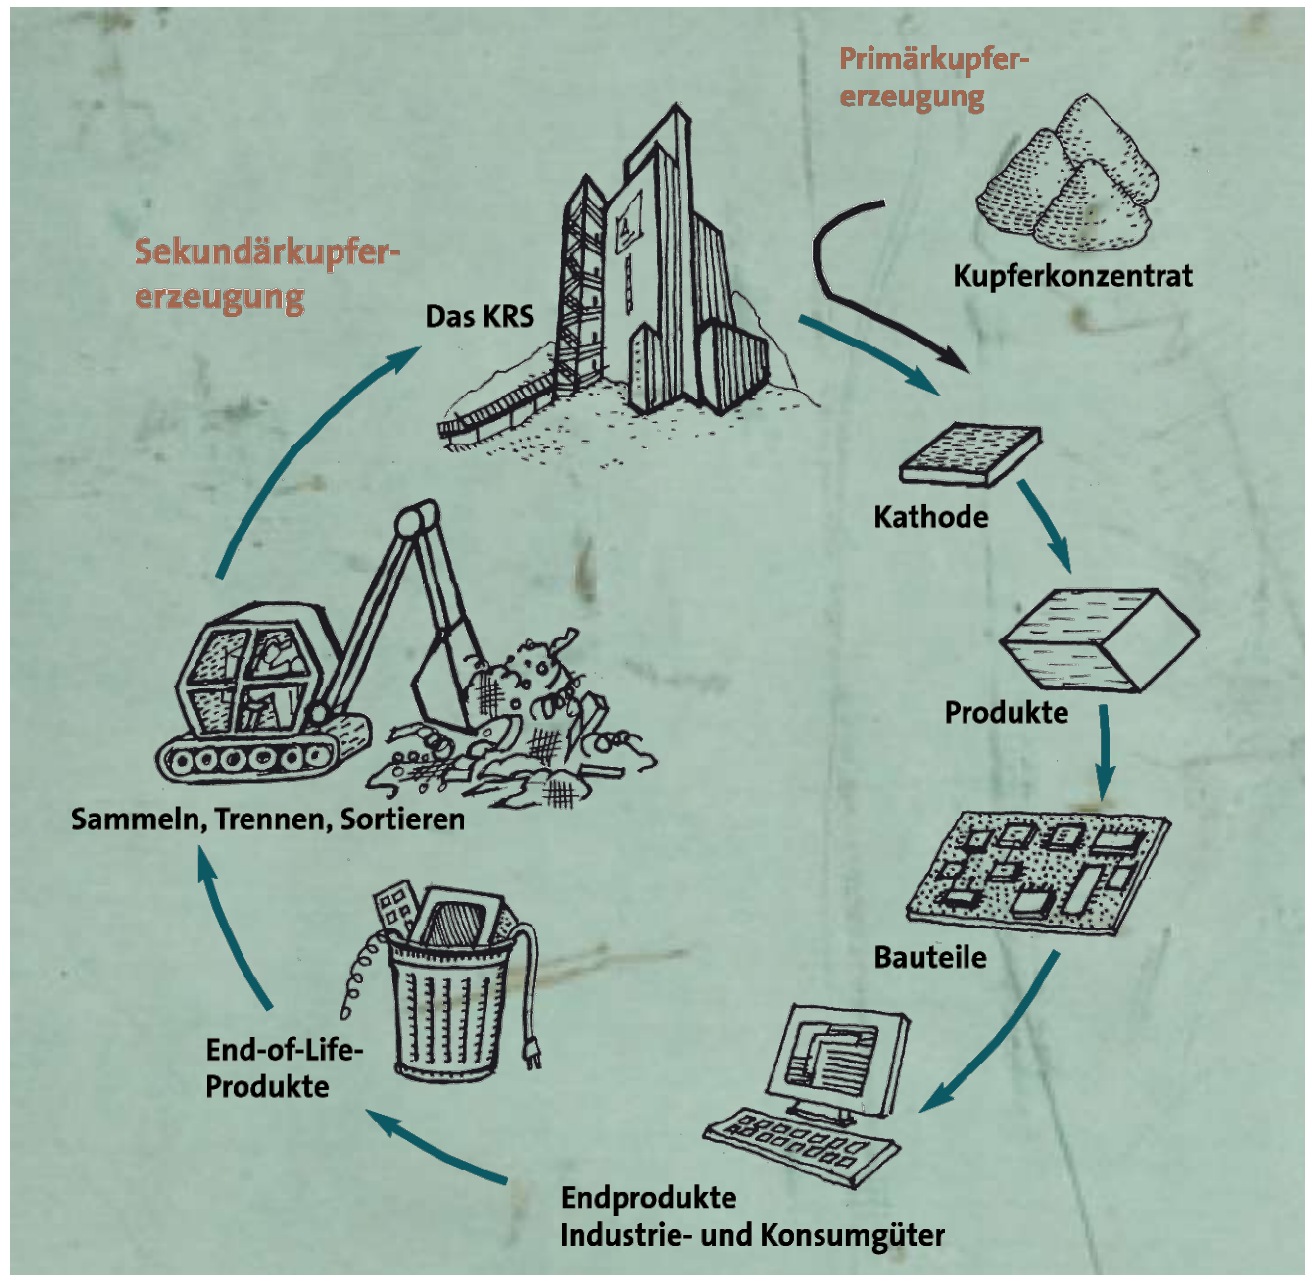 Primärkupfer-
erzeugung
Kupferkonzentrat
Sekundärkupfer-
erzeugung
Das KRS
Kathode
Produkte
Sammeln, Trennen, Sortieren
Bauteile
End-of-Life-
Produkte
Endprodukte
Industrie- und Konsumgüter